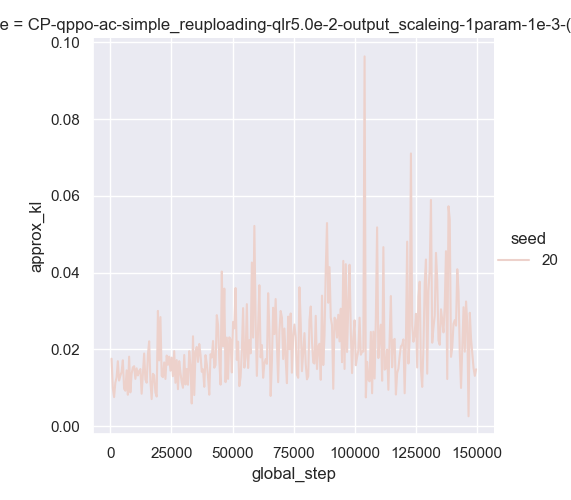 e = CP-qppo-ac-simple_reuploading-qlr5.0e-2-output_scaleing-1param-1e-3-(
0.10
0.08
0.06
0.04
0.02
0.00
approx_kl
0 25000 50000 75000 100000 125000 150000
global_step
seed
20